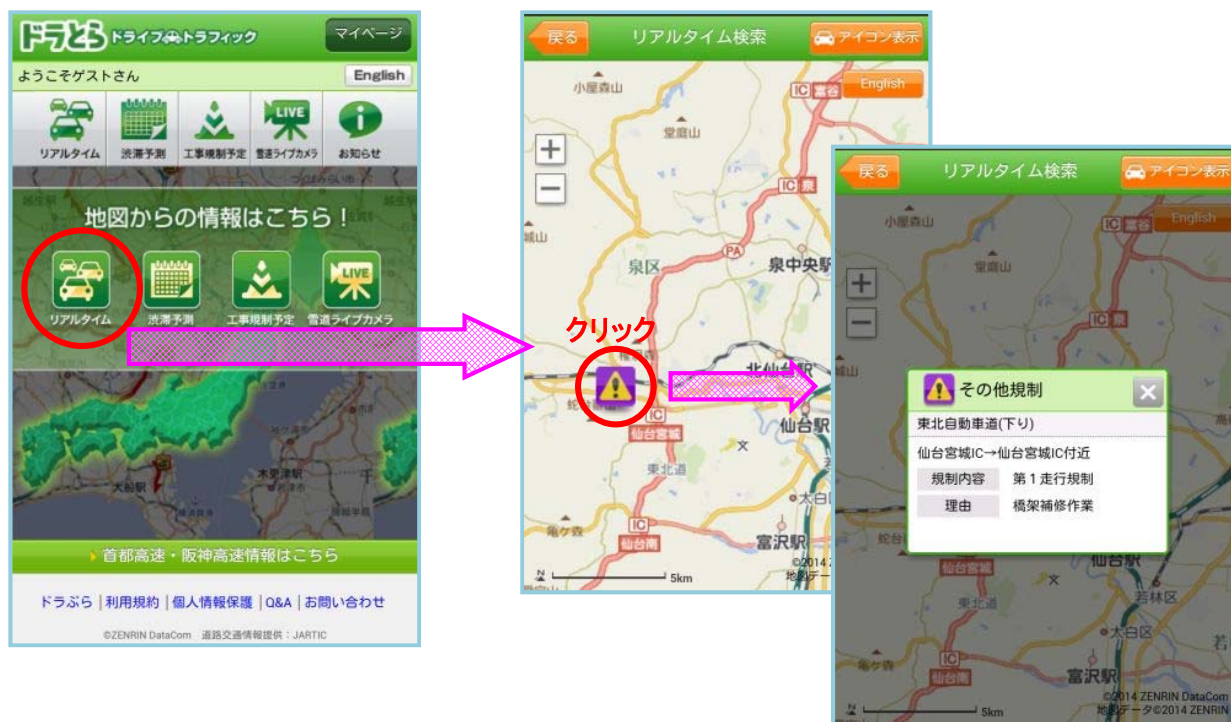 ドラとら ドライブ トラフィック マイページ
ようこそゲストさん English
リアルタイム 渋滞予測 工事規制予定 LIVE 雪道ライブカメラ お知らせ
地図からの情報はこちら！
LIVE
リアルタイム 渋滞予測 工事規制予定 雪道ライブカメラ
大船駅
木更津駅
首都高速・阪神高速情報はこちら
ドラぷら | 利用規約 | 個人情報保護 | Q&A | お問い合わせ
©ZENRIN DataCom 道路交通情報提供：JARTIC
戻る リアルタイム検索 アイコン表示
English
小屋森山
IC 富谷
堂庭山
+
−
IC 泉
PA
泉区
泉中央駅
クリック
北仙台駅
IC
仙台宮城
仙台駅
東北道
IC
仙台南
亀ケ森
富沢駅
5km
戻る リアルタイム検索 アイコン表示
English
小屋森山
IC 富谷
堂庭山
+
−
IC 泉
その他規制
東北自動車道(下り)
仙台宮城IC→仙台宮城IC付近
規制内容 第１走行規制
理由 橋架補修作業
仙台宮城
仙台駅
若林区
東北道
太白区
亀ケ森
IC
仙台南
富沢駅
©2014 ZENRIN DataCom
地図データ©2014 ZENRIN
5km